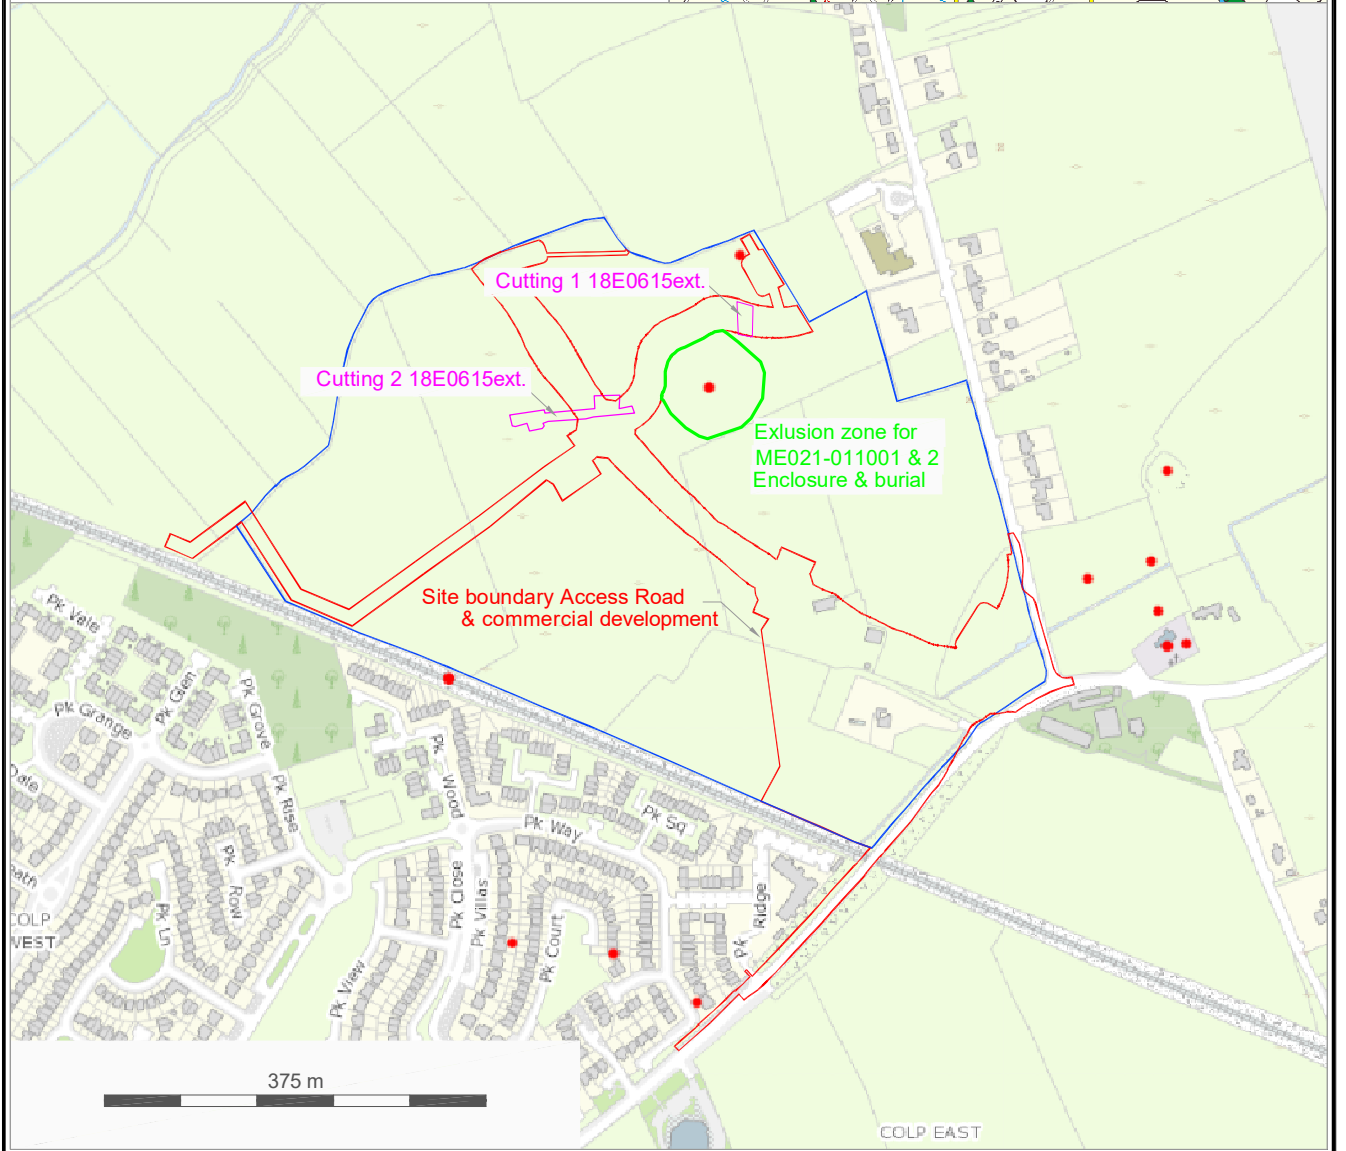 Cutting 1 18E0615ext.
Cutting 2 18E0615ext.
Exlusion zone for
ME021-011001 & 2
Enclosure & burial
Site boundary Access Road
& commercial development
Pk Vale
Pk Glen
Pk Grove
Pk Grange
Pk Rise
Pk Way
Pk Sq
Pk Close
Pk Villas
Pk Court
Pk Ridge
Pk Row
Pk Ln
Pk View
COLP
WEST
375 m
COLP EAST